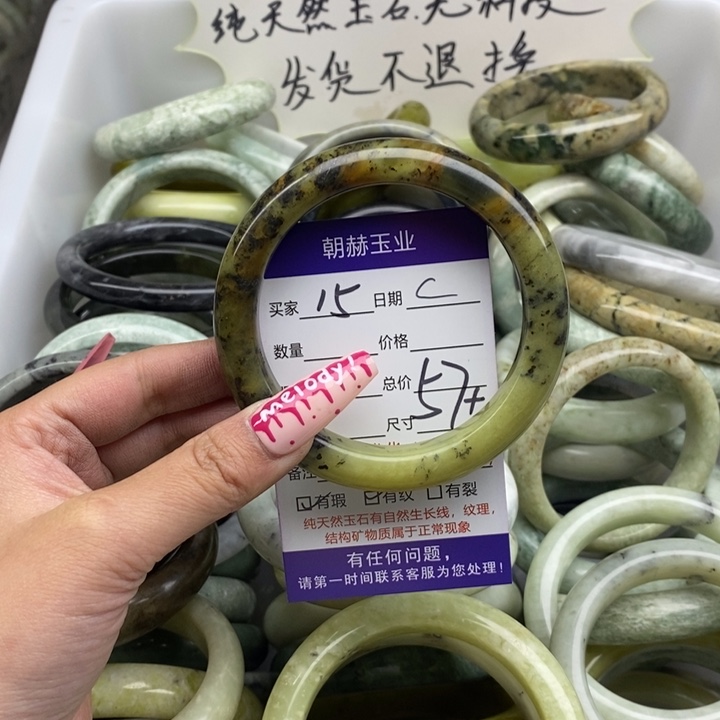 纯天然玉石.无
发货不退换
朝赫玉业
买家 15 日期 C
数量 价格
总价 57+
尺寸
melody!
备注
有瑕 有纹 有裂
纯天然玉石有自然生长线，纹理，
结构矿物质属于正常现象
有任何问题，
请第一时间联系客服为您处理！